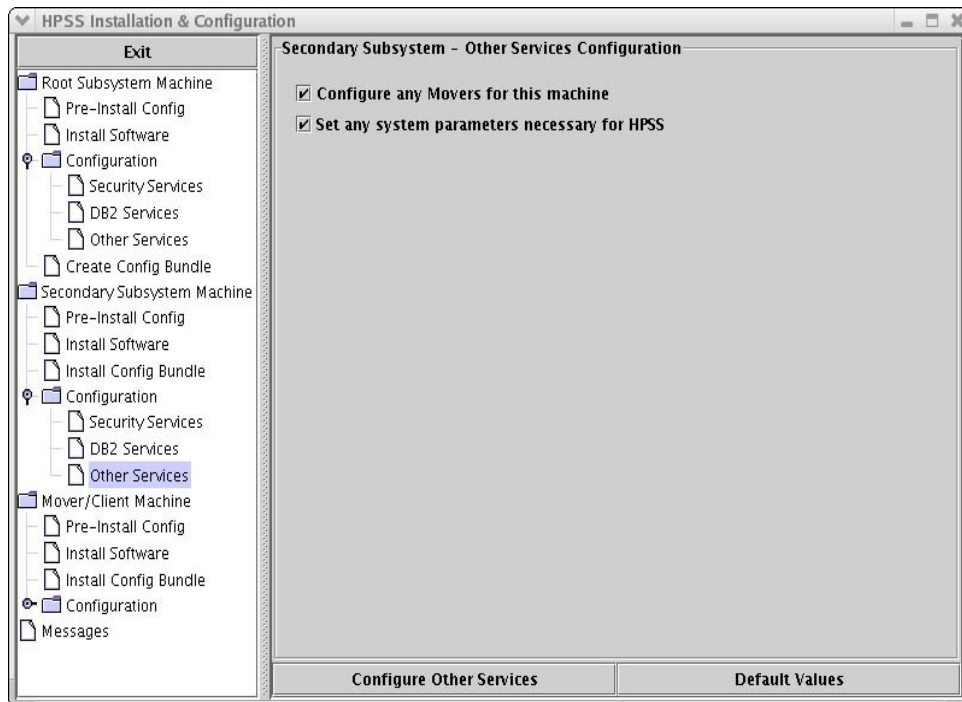 HPSS Installation & Configuration
Exit
Root Subsystem Machine
Pre-Install Config
Install Software
Configuration
Security Services
DB2 Services
Other Services
Create Config Bundle
Secondary Subsystem Machine
Pre-Install Config
Install Software
Install Config Bundle
Configuration
Security Services
DB2 Services
Other Services
Mover/Client Machine
Pre-Install Config
Install Software
Install Config Bundle
Configuration
Messages
Secondary Subsystem - Other Services Configuration
Configure any Movers for this machine
Set any system parameters necessary for HPSS
Configure Other Services
Default Values